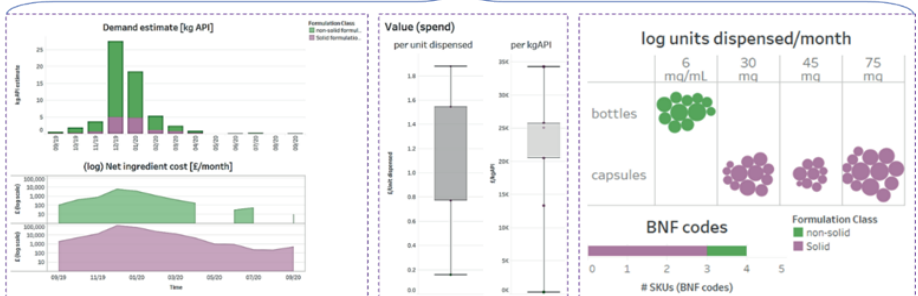 Demand estimate [kg API]
Formulation Class
non-solid formul..
Solid formulatio..
kg API estimate
25
20
15
10
5
0
09/19 10/19 11/19 12/19 01/20 02/20 03/20 04/20 05/20 06/20 07/20 08/20 09/20
(log) Net ingredient cost [£/month]
£ (log scale)
100,000
10,000
1,000
100
10
£ (log scale)
100,000
10,000
1,000
100
10
09/19 11/19 01/20 03/20 05/20 07/20 09/20
Time
Value (spend)
per unit dispensed
£/Unit dispensed
1.8
1.6
1.4
1.2
1.0
0.8
0.6
0.4
0.2
0.0
per kgAPI
£/kgAPI
35K
30K
25K
20K
15K
10K
5K
0K
log units dispensed/month
6 30 45 75
mg/mL mg mg mg
bottles
capsules
Formulation Class
non-solid
Solid
BNF codes
0 1 2 3 4 5
# SKUs (BNF codes)